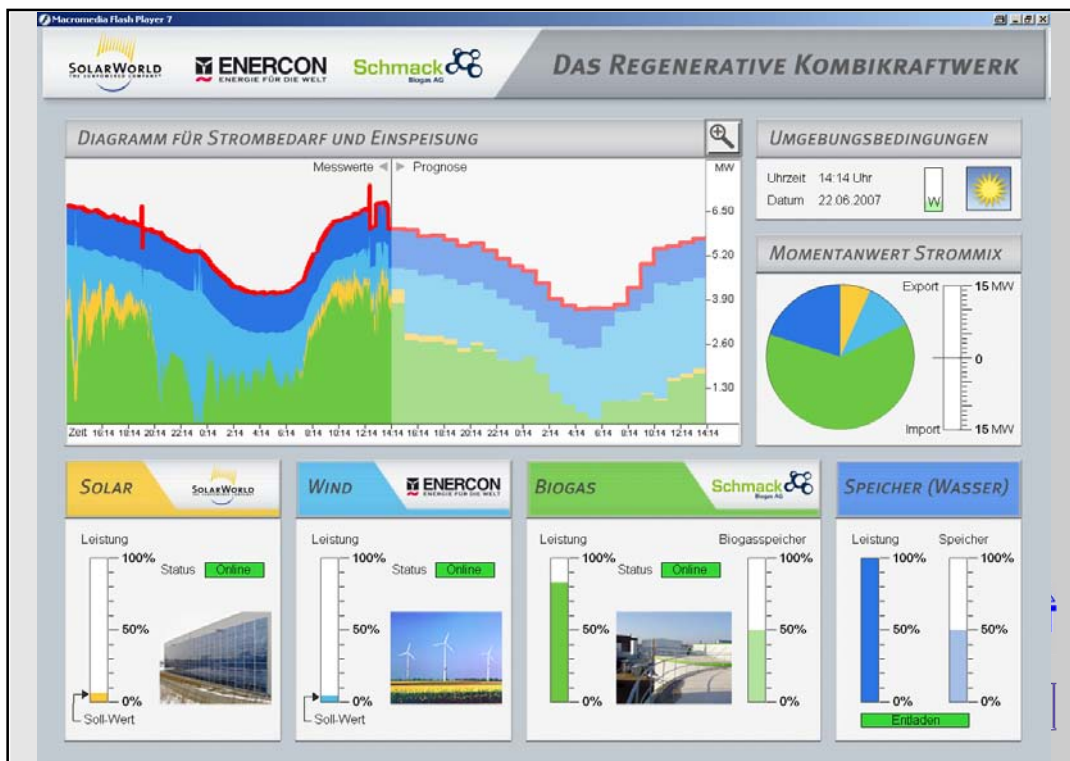 Macromedia Flash Player 7
SOLARWORLD
THE SUNPOWERED COMPANY
ENERCON
ENERGIE FÜR DIE WELT
Schmack
Biogas AG
DAS REGENERATIVE KOMBIKRAFTWERK
DIAGRAMM FÜR STROMBEDARF UND EINSPEISUNG
Messwerte
Prognose
MW
6.50
5.20
3.90
2.60
1.30
Zeit 16:14 18:14 20:14 22:14 0:14 2:14 4:14 6:14 8:14 10:14 12:14 14:14 16:14 18:14 20:14 22:14 0:14 2:14 4:14 6:14 8:14 10:14 12:14 14:14
UMGEBUNGSBEDINGUNGEN
Uhrzeit 14:14 Uhr
Datum 22.06.2007
W
MOMENTANWERT STROMMIX
Export 15 MW
0
Import 15 MW
SOLAR
SOLARWORLD
Leistung
100%
Status Online
50%
0%
Soll-Wert
WIND
ENERCON
ENERGIE FÜR DIE WELT
Leistung
100%
Status Online
50%
0%
Soll-Wert
BIOGAS
Schmack
Biogas AG
Leistung
Biogasspeicher
100%
Status Online
100%
50%
50%
0%
0%
SPEICHER (WASSER)
Leistung
Speicher
100%
100%
50%
50%
0%
0%
Entladen